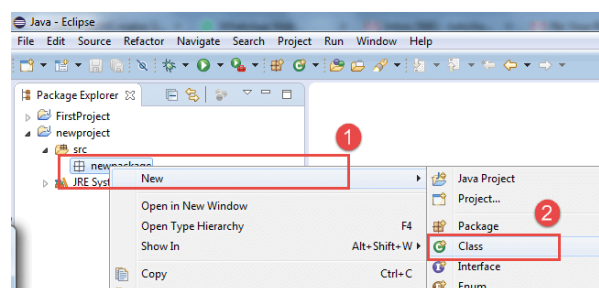 Java - Eclipse
File Edit Source Refactor Navigate Search Project Run Window Help
Package Explorer
FirstProject
newproject
1
src
newpackage
JRE Syst
New
Java Project
Project...
Open in New Window
2
Open Type Hierarchy F4
Package
Show In Alt+Shift+W
Class
Interface
Copy Ctrl+C
Enum